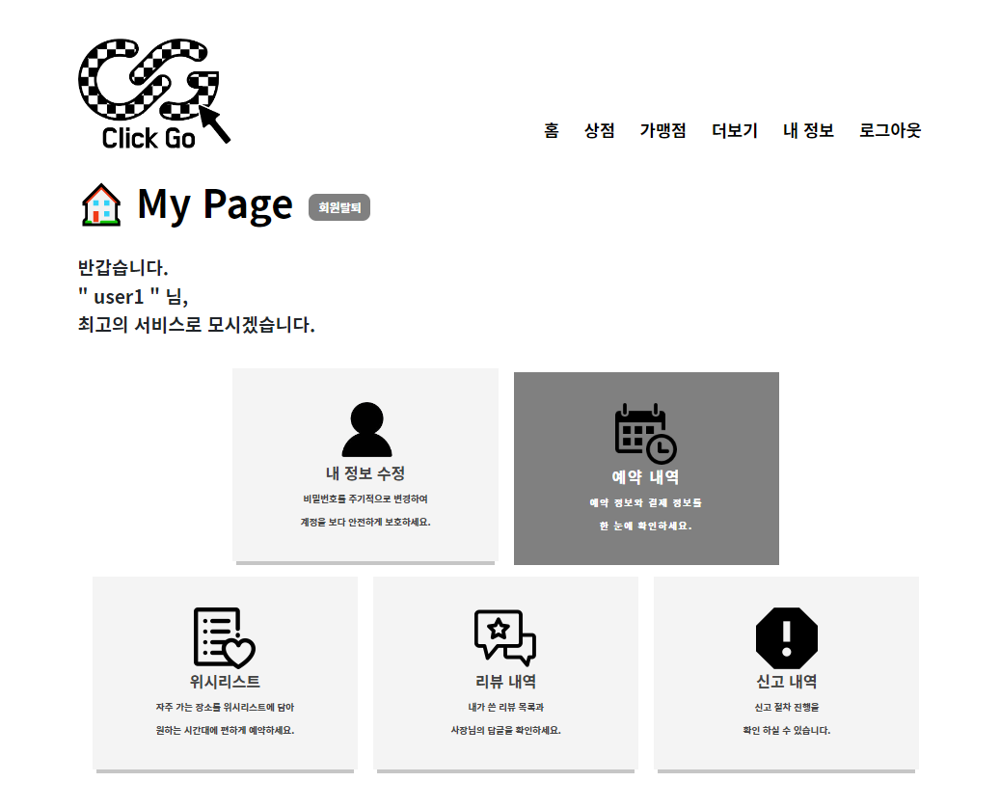 Click Go
홈 상점 가맹점 더보기 내 정보 로그아웃
My Page 회원탈퇴
반갑습니다.
" user1 " 님,
최고의 서비스로 모시겠습니다.
내 정보 수정
비밀번호를 주기적으로 변경하여
계정을 보다 안전하게 보호하세요.
예약 내역
예약 정보와 결제 정보를
한 눈에 확인하세요.
위시리스트
자주 가는 장소를 위시리스트에 담아
원하는 시간대에 편하게 예약하세요.
리뷰 내역
내가 쓴 리뷰 목록과
사장님의 답글을 확인하세요.
신고 내역
신고 절차 진행을
확인 하실 수 있습니다.